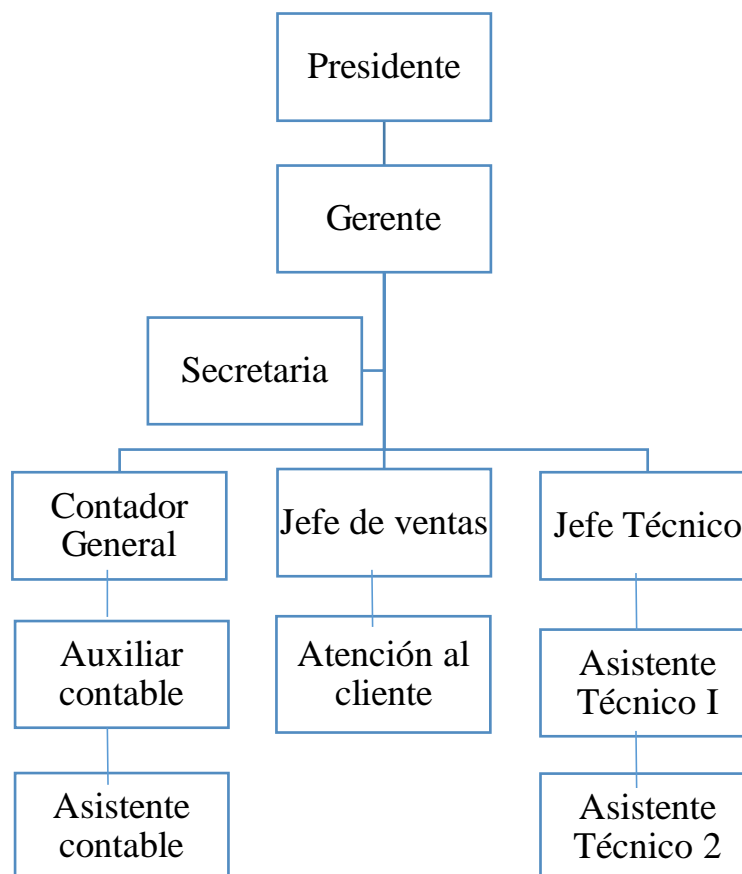 Presidente
Gerente
Secretaria
Contador
General
Jefe de ventas
Jefe Técnico
Auxiliar
contable
Atención al
cliente
Asistente
Técnico I
Asistente
contable
Asistente
Técnico 2